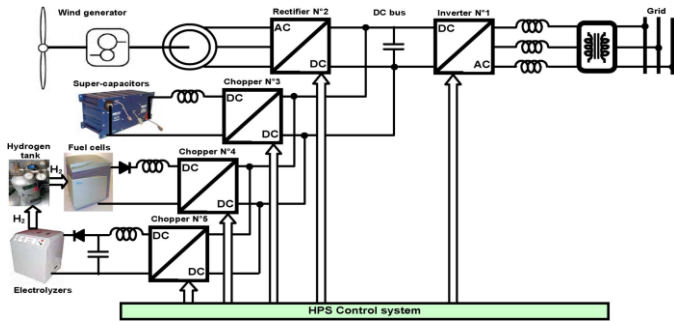 Wind generator
Rectifier N°2
DC bus
Inverter N°1
Grid
AC
DC
DC
AC
Super-capacitors
Chopper N°3
DC
DC
Hydrogen
tank
Fuel cells
H2
Chopper N°4
DC
DC
H2
Chopper N°5
DC
DC
Electrolyzers
HPS Control system